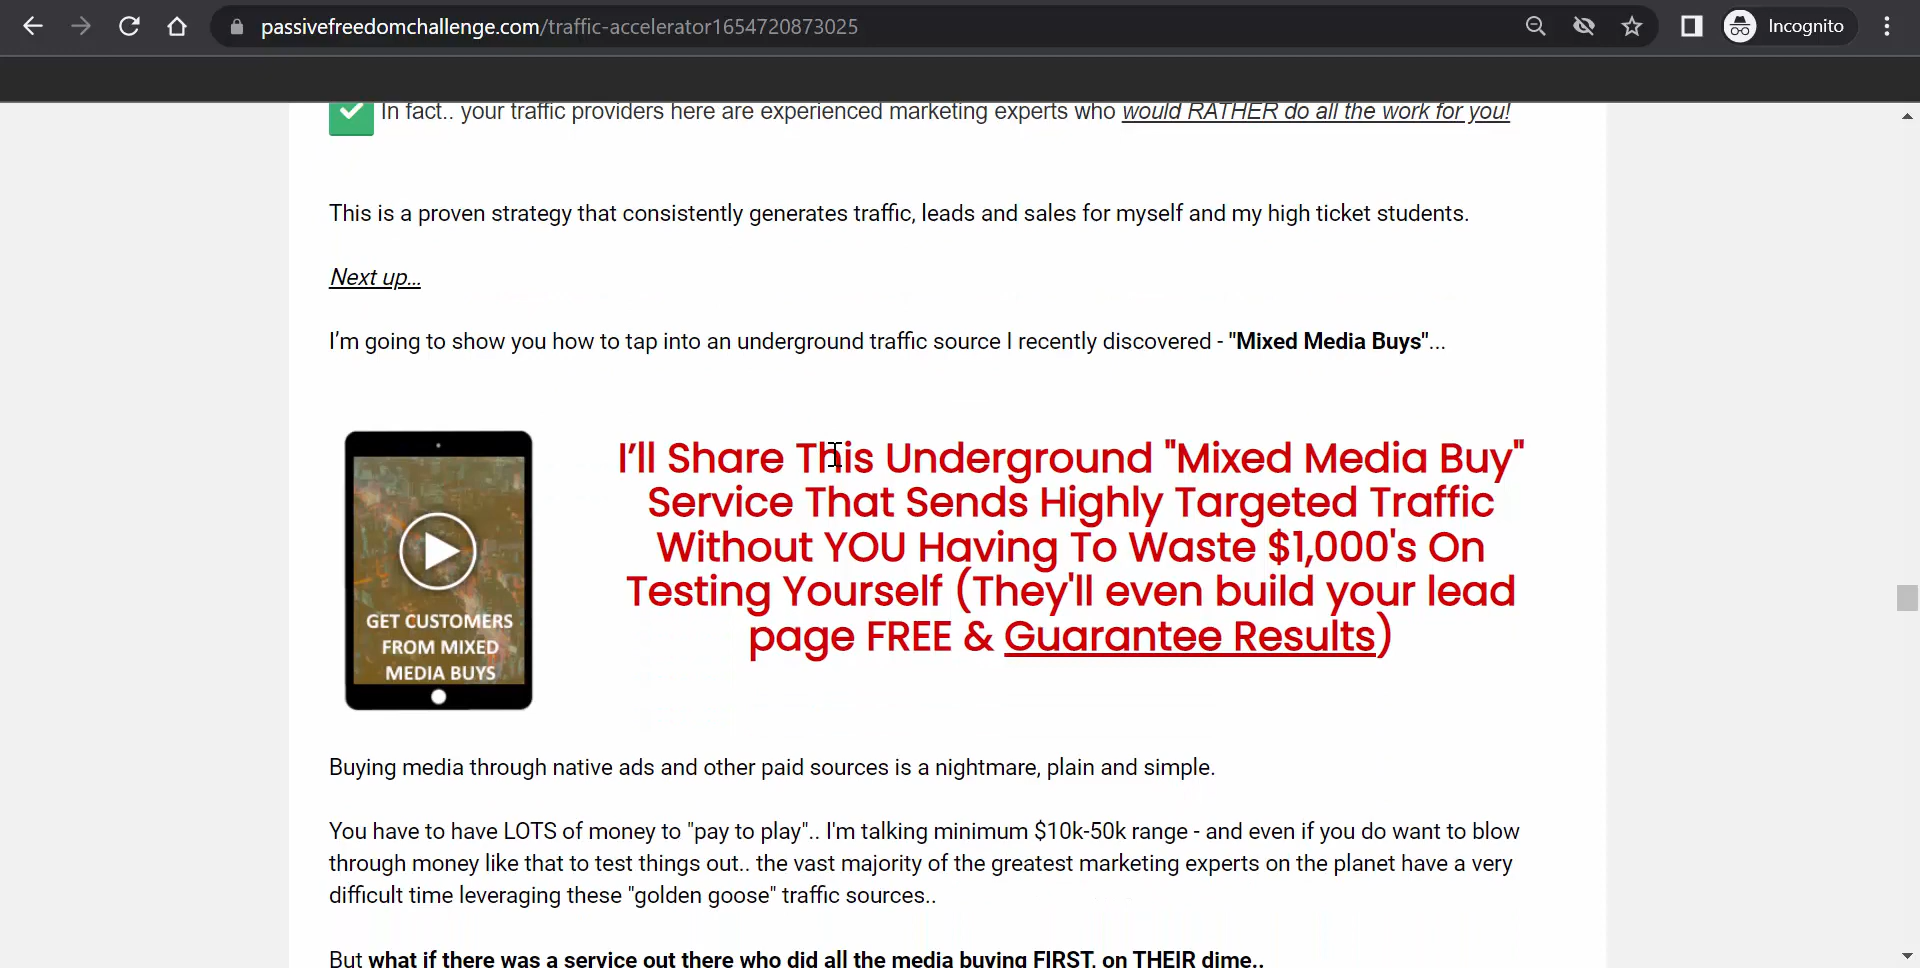 passivefreedomchallenge.com/traffic-accelerator1654720873025
Incognito
In fact.. your traffic providers here are experienced marketing experts who would RATHER do all the work for you!
This is a proven strategy that consistently generates traffic, leads and sales for myself and my high ticket students.
Next up...
I'm going to show you how to tap into an underground traffic source I recently discovered - "Mixed Media Buys"...
GET CUSTOMERS
FROM MIXED
MEDIA BUYS
I'll Share This Underground "Mixed Media Buy"
Service That Sends Highly Targeted Traffic
Without YOU Having To Waste $1,000's On
Testing Yourself (They'll even build your lead
page FREE & Guarantee Results)
Buying media through native ads and other paid sources is a nightmare, plain and simple.
You have to have LOTS of money to "pay to play".. I'm talking minimum $10k-50k range - and even if you do want to blow
through money like that to test things out.. the vast majority of the greatest marketing experts on the planet have a very
difficult time leveraging these "golden goose" traffic sources..
But what if there was a service out there who did all the media buying FIRST, on THEIR dime..